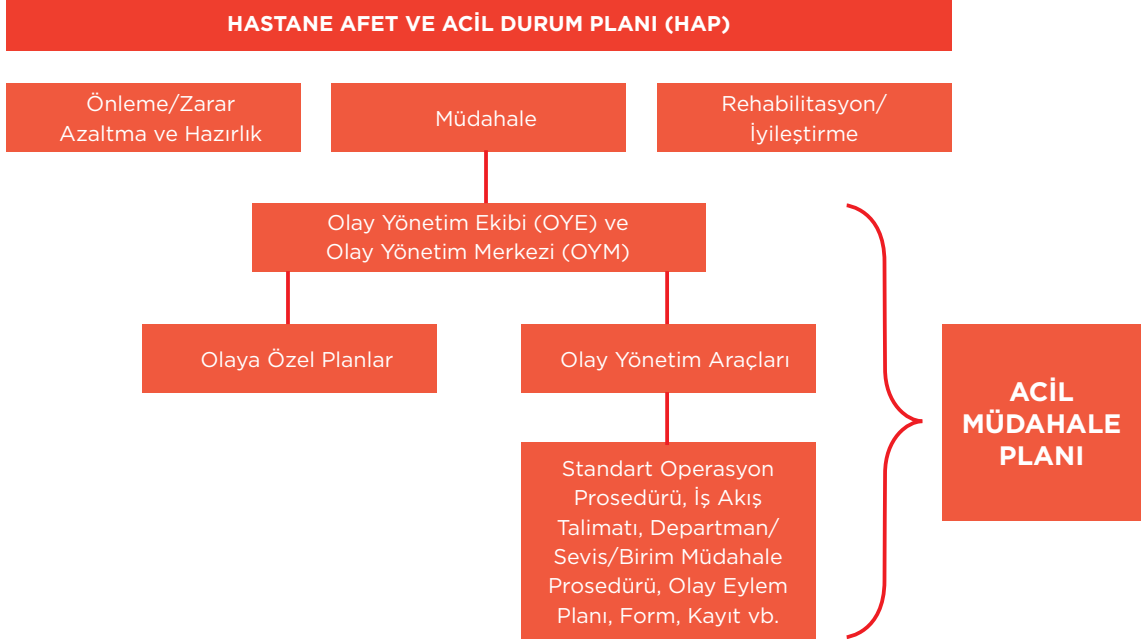 HASTANE AFET VE ACİL DURUM PLANI (HAP)
Önleme/Zarar
Azaltma ve Hazırlık
Müdahale
Rehabilitasyon/
İyileştirme
Olay Yönetim Ekibi (OYE) ve
Olay Yönetim Merkezi (OYM)
Olaya Özel Planlar
Olay Yönetim Araçları
Standart Operasyon
Prosedürü, İş Akış
Talimatı, Departman/
Sevis/Birim Müdahale
Prosedürü, Olay Eylem
Planı, Form, Kayıt vb.
ACİL
MÜDAHALE
PLANI